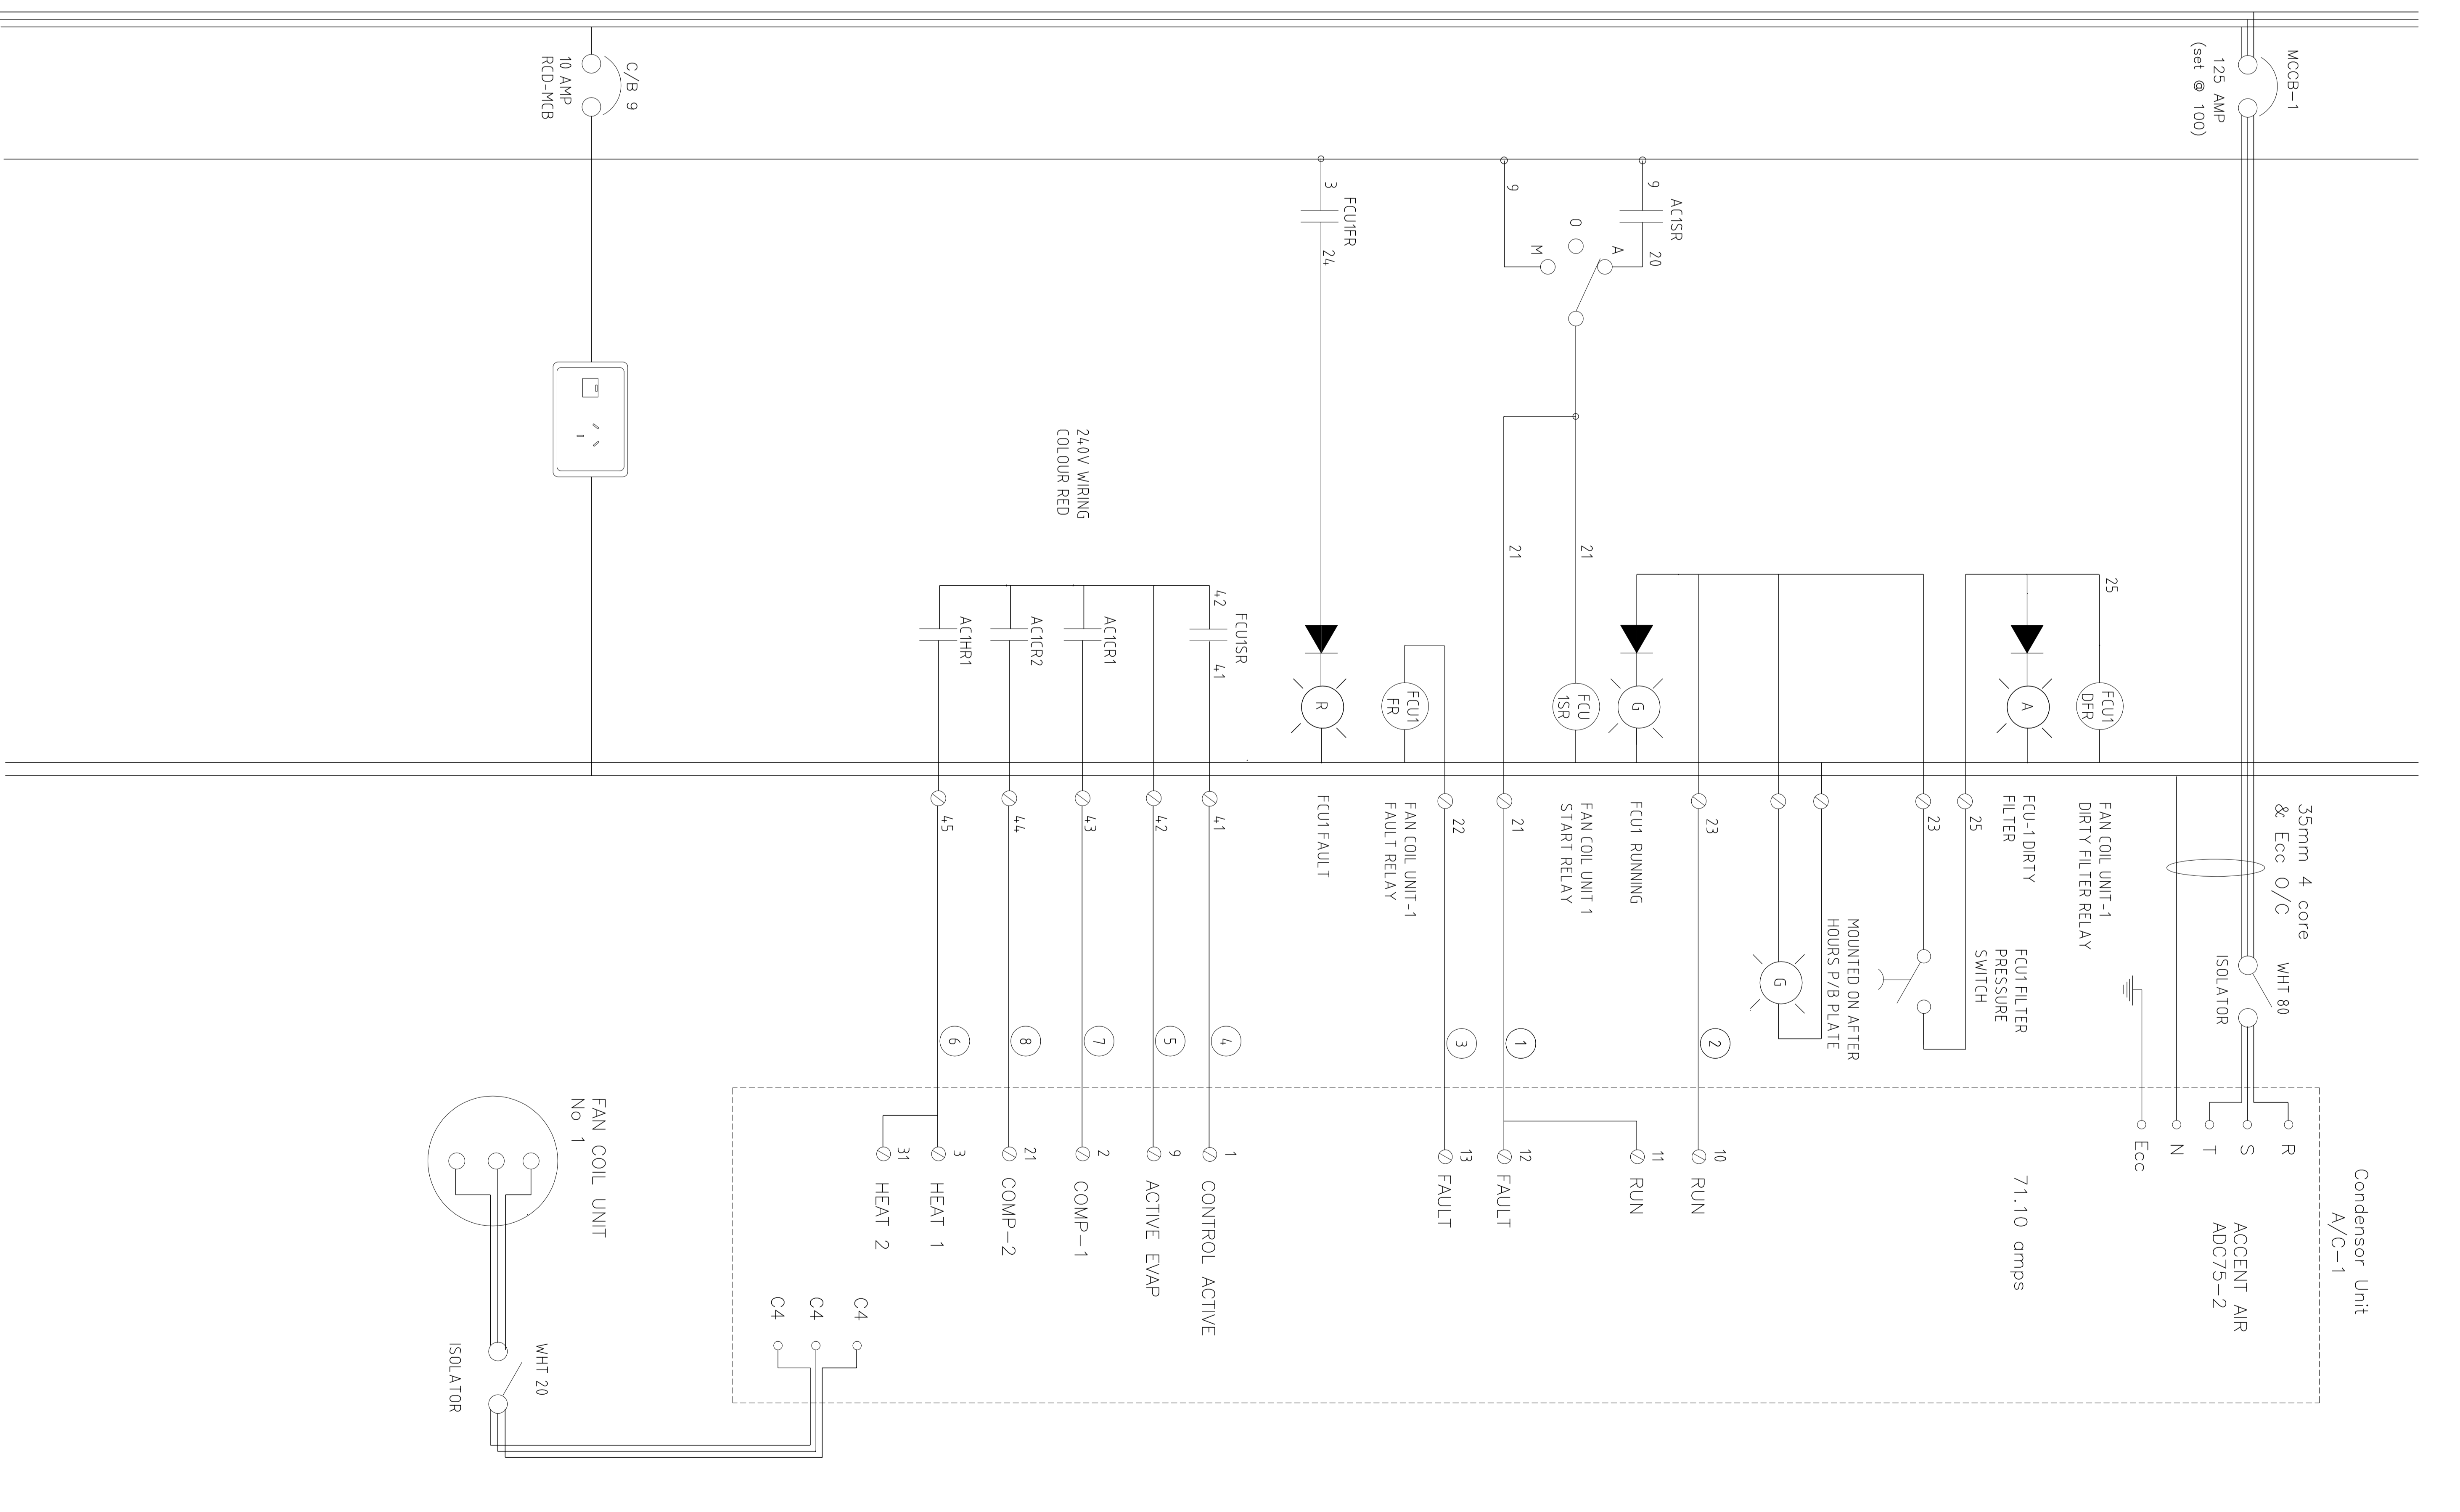 MCCB-1
125 AMP
(set @ 100)
35mm 4 core
& Ecc O/C
WHT 80
ISOLATOR
Condensor Unit
A/C-1
ACCENT AIR
ADC75-2
71.10 amps
R
S
T
N
Ecc
25
FCU1
DFR
FAN COIL UNIT-1
DIRTY FILTER RELAY
A
FCU-1 DIRTY
FILTER
25
23
FCU1 FILTER
PRESSURE
SWITCH
MOUNTED ON AFTER
HOURS P/B PLATE
G
23
2
10
RUN
G
FCU1 RUNNING
11
RUN
AC1SR
9
20
A
O
M
9
21
FCU
1SR
FAN COIL UNIT 1
START RELAY
21
21
1
12
FAULT
22
3
13
FAULT
FCU1
FR
FAN COIL UNIT-1
FAULT RELAY
FCU1FR
3
24
R
FCU1 FAULT
240V WIRING
COLOUR RED
FCU1SR
42
41
41
4
1
CONTROL ACTIVE
42
5
9
ACTIVE EVAP
AC1CR1
43
7
2
COMP-1
AC1CR2
44
8
21
COMP-2
AC1HR1
45
6
3
HEAT 1
31
HEAT 2
C4
C4
C4
C/B 9
10 AMP
RCD-MCB
FAN COIL UNIT
No 1
WHT 20
ISOLATOR